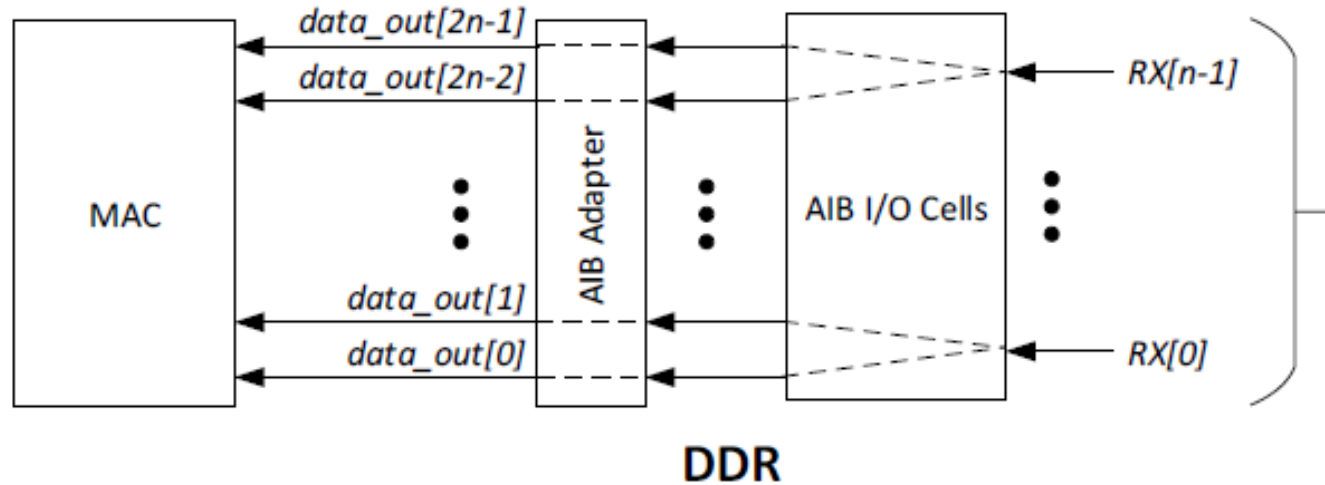 data_out[2n-1]
data_out[2n-2]
RX[n-1]
MAC
AIB Adapter
AIB I/O Cells
data_out[1]
data_out[0]
RX[0]
DDR